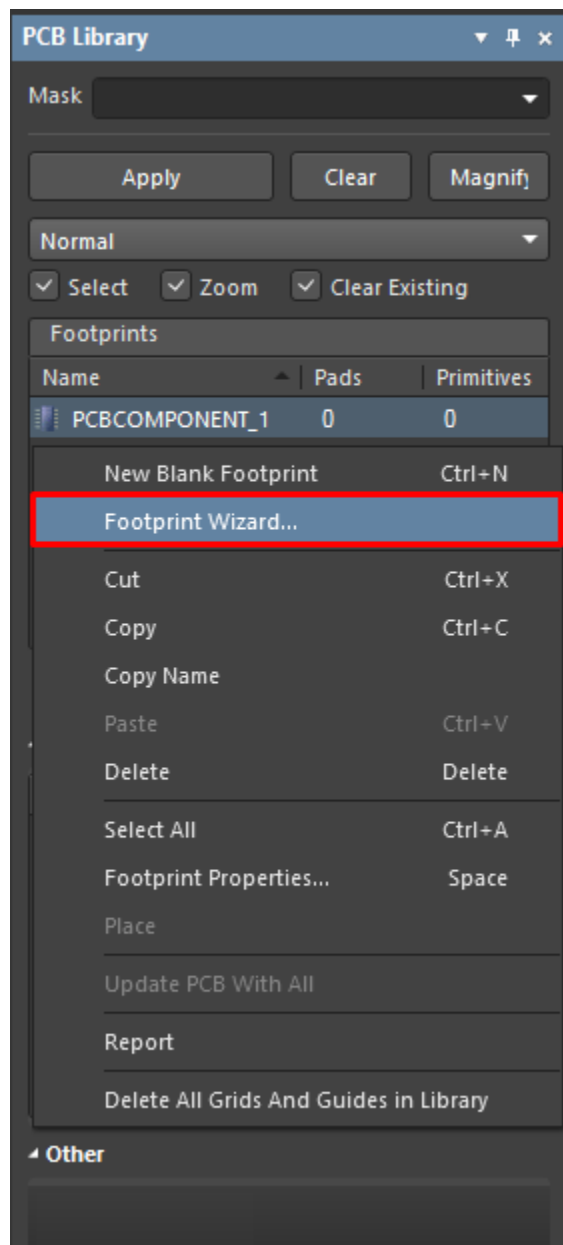 PCB Library
Mask
Apply Clear Magnify
Normal
Select Zoom Clear Existing
Footprints
Name Pads Primitives
PCBCOMPONENT_1 0 0
New Blank Footprint Ctrl+N
Footprint Wizard...
Cut Ctrl+X
Copy Ctrl+C
Copy Name
Paste Ctrl+V
Delete Delete
Select All Ctrl+A
Footprint Properties... Space
Place
Update PCB With All
Report
Delete All Grids And Guides in Library
Other